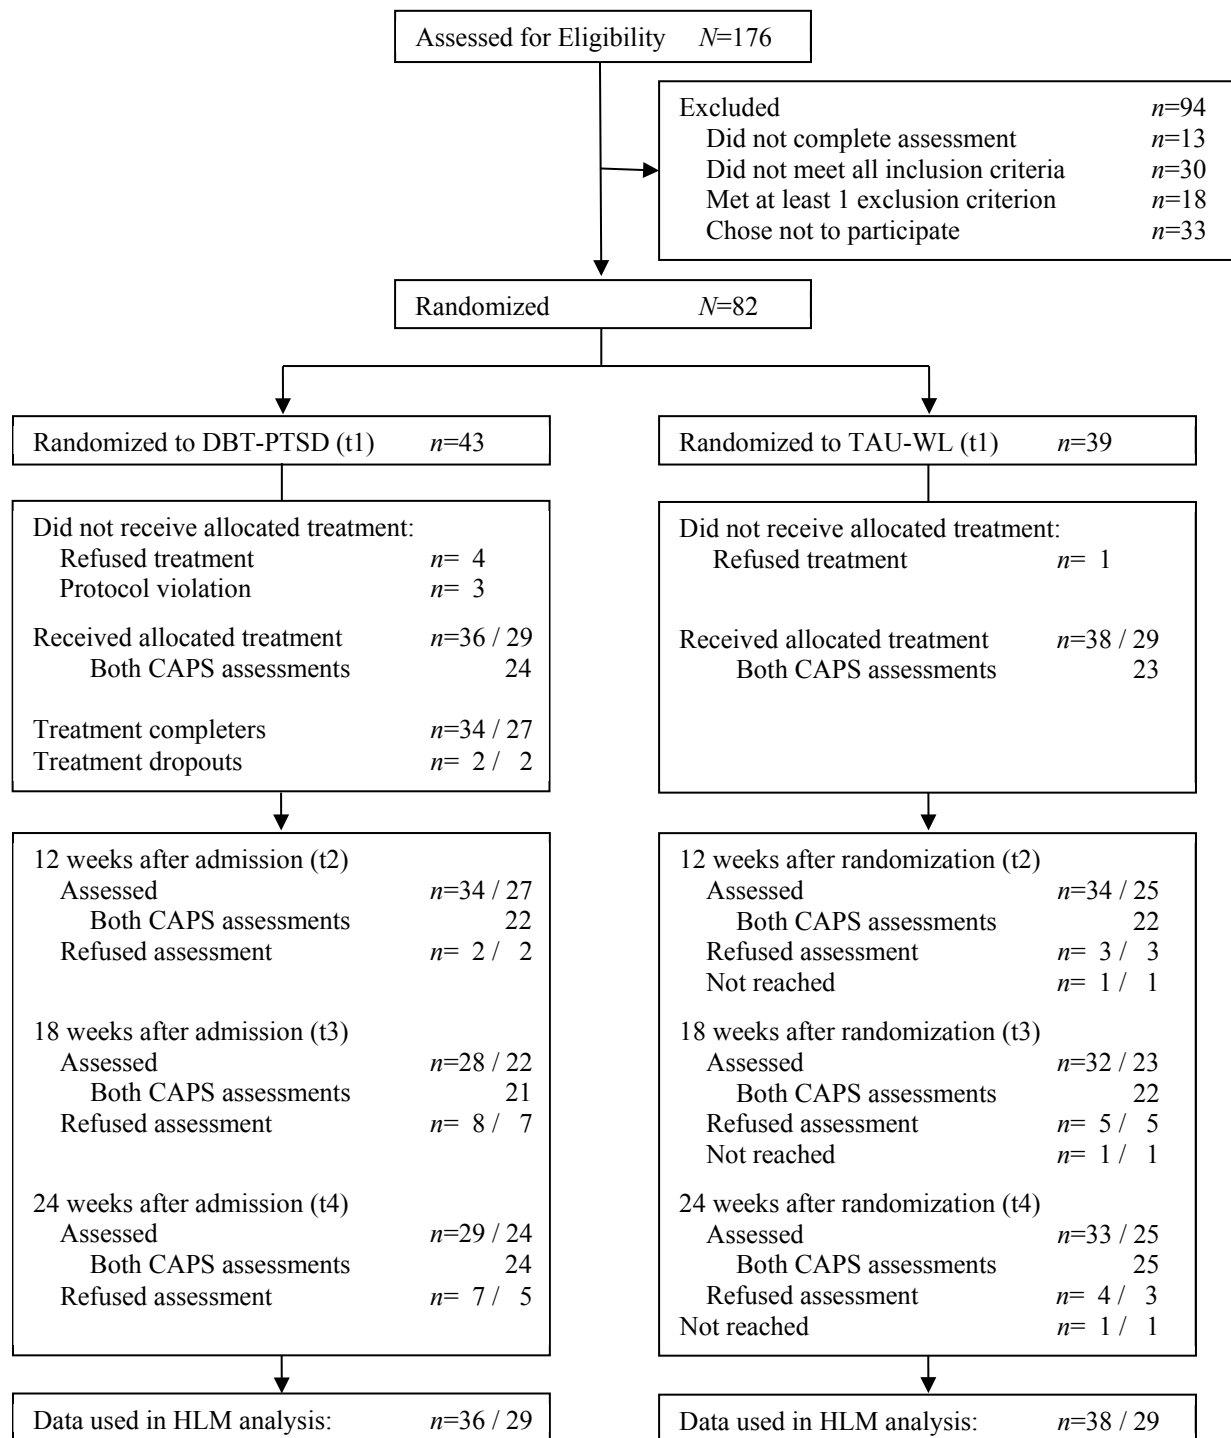 Assessed for Eligibility N=176
Excluded n=94
Did not complete assessment n=13
Did not meet all inclusion criteria n=30
Met at least 1 exclusion criterion n=18
Chose not to participate n=33
Randomized N=82
Randomized to DBT-PTSD (t1) n=43
Did not receive allocated treatment:
Refused treatment n= 4
Protocol violation n= 3
Received allocated treatment n=36 / 29
Both CAPS assessments 24
Treatment completers n=34 / 27
Treatment dropouts n= 2 / 2
12 weeks after admission (t2)
Assessed n=34 / 27
Both CAPS assessments 22
Refused assessment n= 2 / 2
18 weeks after admission (t3)
Assessed n=28 / 22
Both CAPS assessments 21
Refused assessment n= 8 / 7
24 weeks after admission (t4)
Assessed n=29 / 24
Both CAPS assessments 24
Refused assessment n= 7 / 5
Data used in HLM analysis: n=36 / 29
Randomized to TAU-WL (t1) n=39
Did not receive allocated treatment:
Refused treatment n= 1
Received allocated treatment n=38 / 29
Both CAPS assessments 23
12 weeks after randomization (t2)
Assessed n=34 / 25
Both CAPS assessments 22
Refused assessment n= 3 / 3
Not reached n= 1 / 1
18 weeks after randomization (t3)
Assessed n=32 / 23
Both CAPS assessments 22
Refused assessment n= 5 / 5
Not reached n= 1 / 1
24 weeks after randomization (t4)
Assessed n=33 / 25
Both CAPS assessments 25
Refused assessment n= 4 / 3
Not reached n= 1 / 1
Data used in HLM analysis: n=38 / 29